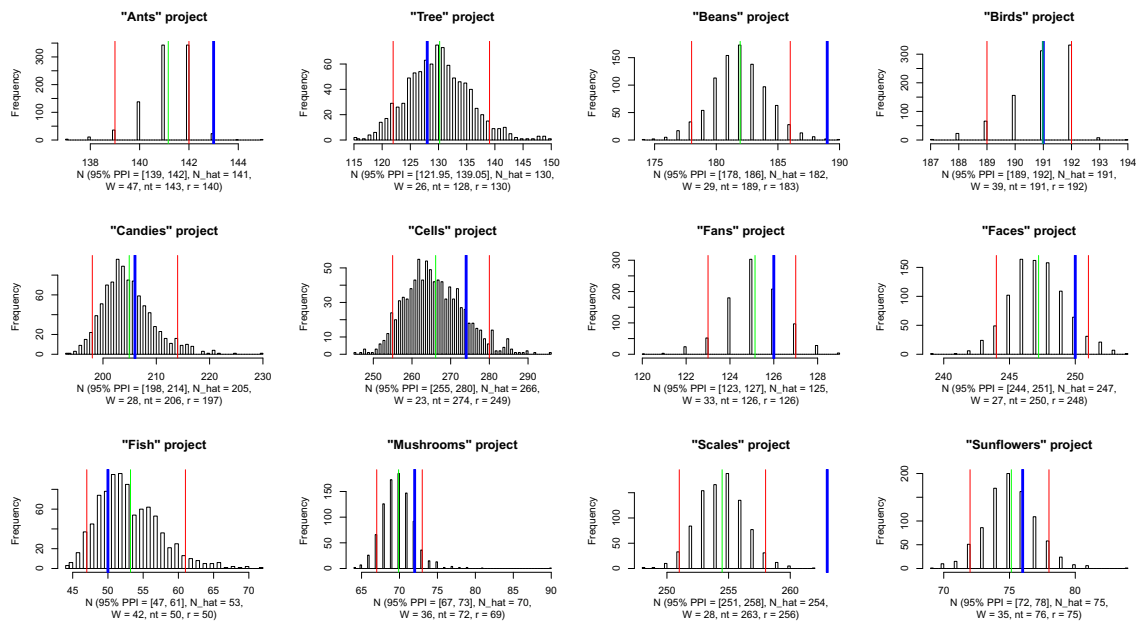 "Ants" project
Frequency
0 100 200 300
138 140 142 144
N (95% PPI = [139, 142], N_hat = 141,
W = 47, nt = 143, r = 140)
"Tree" project
Frequency
0 20 40 60
115 120 125 130 135 140 145 150
N (95% PPI = [121.95, 139.05], N_hat = 130,
W = 26, nt = 128, r = 130)
"Beans" project
Frequency
0 50 100 150
175 180 185 190
N (95% PPI = [178, 186], N_hat = 182,
W = 29, nt = 189, r = 183)
"Birds" project
Frequency
0 100 200 300
187 188 189 190 191 192 193 194
N (95% PPI = [189, 192], N_hat = 191,
W = 39, nt = 191, r = 192)
"Candies" project
Frequency
0 20 40 60
200 210 220 230
N (95% PPI = [198, 214], N_hat = 205,
W = 28, nt = 206, r = 197)
"Cells" project
Frequency
0 10 30 50
250 260 270 280 290
N (95% PPI = [255, 280], N_hat = 266,
W = 23, nt = 274, r = 249)
"Fans" project
Frequency
0 100 200 300
120 122 124 126 128
N (95% PPI = [123, 127], N_hat = 125,
W = 33, nt = 126, r = 126)
"Faces" project
Frequency
0 50 100 150
240 245 250
N (95% PPI = [244, 251], N_hat = 247,
W = 27, nt = 250, r = 248)
"Fish" project
Frequency
0 20 40 60 80
45 50 55 60 65 70
N (95% PPI = [47, 61], N_hat = 53,
W = 42, nt = 50, r = 50)
"Mushrooms" project
Frequency
0 50 100 150
65 70 75 80 85 90
N (95% PPI = [67, 73], N_hat = 70,
W = 36, nt = 72, r = 69)
"Scales" project
Frequency
0 50 100 150
250 255 260
N (95% PPI = [251, 258], N_hat = 254,
W = 28, nt = 263, r = 256)
"Sunflowers" project
Frequency
0 50 100 200
70 75 80
N (95% PPI = [72, 78], N_hat = 75,
W = 35, nt = 76, r = 75)